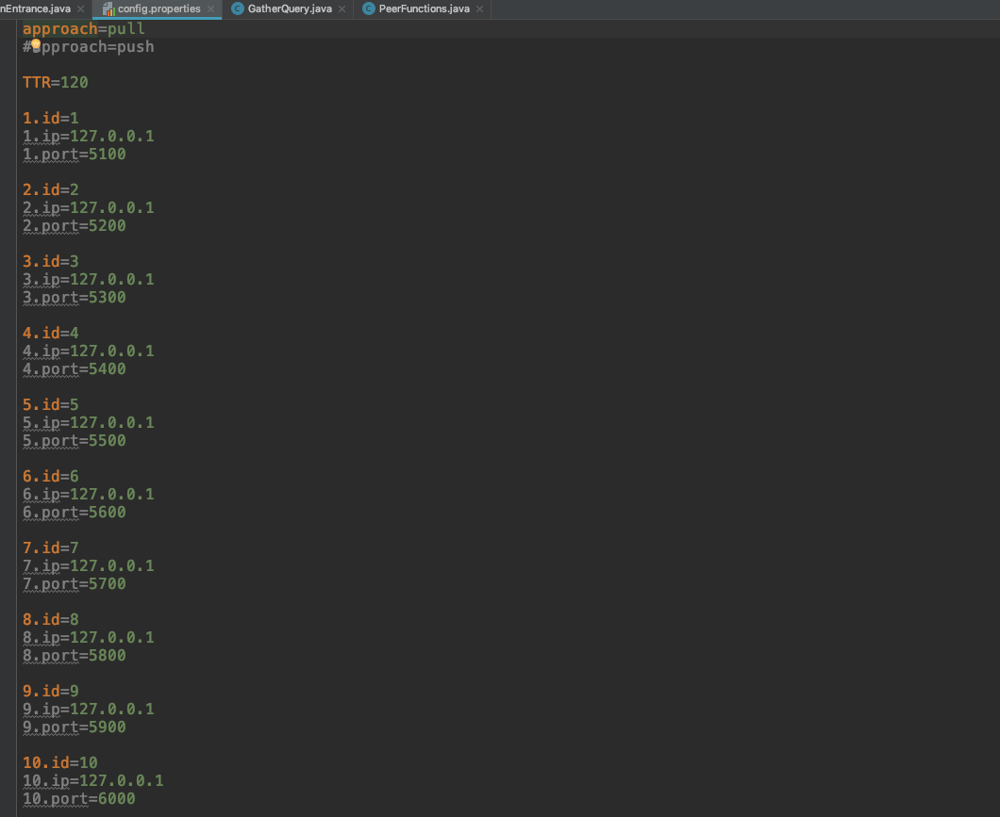 nEntrance.java × config.properties × GatherQuery.java × PeerFunctions.java ×
approach=pull
#approach=push
TTR=120
1.id=1
1.ip=127.0.0.1
1.port=5100
2.id=2
2.ip=127.0.0.1
2.port=5200
3.id=3
3.ip=127.0.0.1
3.port=5300
4.id=4
4.ip=127.0.0.1
4.port=5400
5.id=5
5.ip=127.0.0.1
5.port=5500
6.id=6
6.ip=127.0.0.1
6.port=5600
7.id=7
7.ip=127.0.0.1
7.port=5700
8.id=8
8.ip=127.0.0.1
8.port=5800
9.id=9
9.ip=127.0.0.1
9.port=5900
10.id=10
10.ip=127.0.0.1
10.port=6000